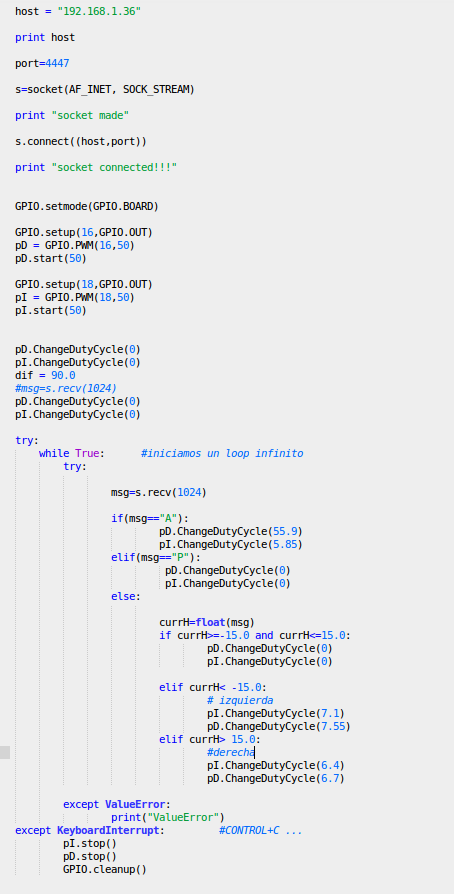 host = "192.168.1.36"
print host
port=4447
s=socket(AF_INET, SOCK_STREAM)
print "socket made"
s.connect((host,port))
print "socket connected!!!"
GPIO.setmode(GPIO.BOARD)
GPIO.setup(16,GPIO.OUT)
pD = GPIO.PWM(16,50)
pD.start(50)
GPIO.setup(18,GPIO.OUT)
pI = GPIO.PWM(18,50)
pI.start(50)
pD.ChangeDutyCycle(0)
pI.ChangeDutyCycle(0)
dif = 90.0
#msg=s.recv(1024)
pD.ChangeDutyCycle(0)
pI.ChangeDutyCycle(0)
try:
while True: #iniciamos un loop infinito
try:
msg=s.recv(1024)
if(msg=="A"):
pD.ChangeDutyCycle(55.9)
pI.ChangeDutyCycle(5.85)
elif(msg=="P"):
pD.ChangeDutyCycle(0)
pI.ChangeDutyCycle(0)
else:
currH=float(msg)
if currH>=-15.0 and currH<=15.0:
pD.ChangeDutyCycle(0)
pI.ChangeDutyCycle(0)
elif currH< -15.0:
# izquierda
pI.ChangeDutyCycle(7.1)
pD.ChangeDutyCycle(7.55)
elif currH> 15.0:
#derecha
pI.ChangeDutyCycle(6.4)
pD.ChangeDutyCycle(6.7)
except ValueError:
print("ValueError")
except KeyboardInterrupt: #CONTROL+C ...
pI.stop()
pD.stop()
GPIO.cleanup()